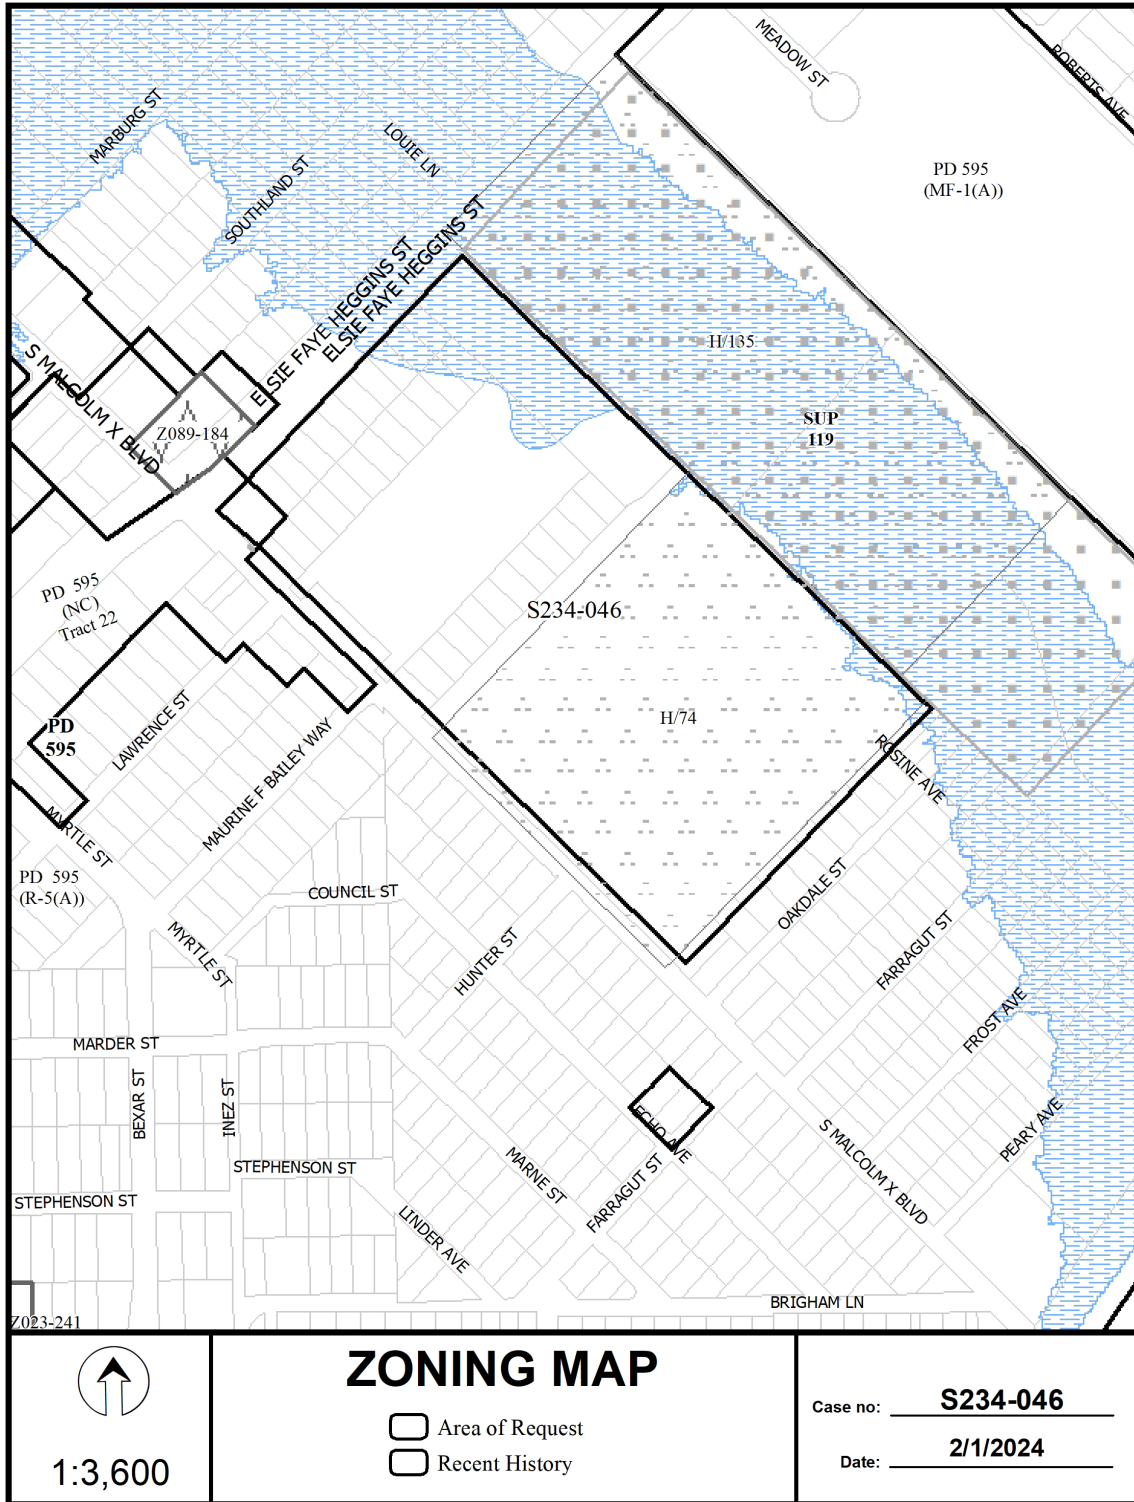 MEADOW ST
ROBERTS AVE
MARBURG ST
LOUIE LN
SOUTHLAND ST
PD 595
(MF-1(A))
ELSIE FAYE HEGGINS ST
ELSIE FAYE HEGGINS ST
H/135
S MALCOLM X BLVD
Z089-184
SUP
119
PD 595
(NC)
Tract 22
S234-046
H/74
PD
595
LAWRENCE ST
MAURINE F BAILEY WAY
ROSINE AVE
MYRTLE ST
PD 595
(R-5(A))
COUNCIL ST
OAKDALE ST
MYRTLE ST
HUNTER ST
FARRAGUT ST
FROST AVE
MARDER ST
BEXAR ST
INEZ ST
ECHO AVE
PEARY AVE
S MALCOLM X BLVD
STEPHENSON ST
MARNE ST
FARRAGUT ST
STEPHENSON ST
LINDER AVE
BRIGHAM LN
Z023-241
1:3,600
ZONING MAP
Area of Request
Recent History
Case no: S234-046
Date: 2/1/2024